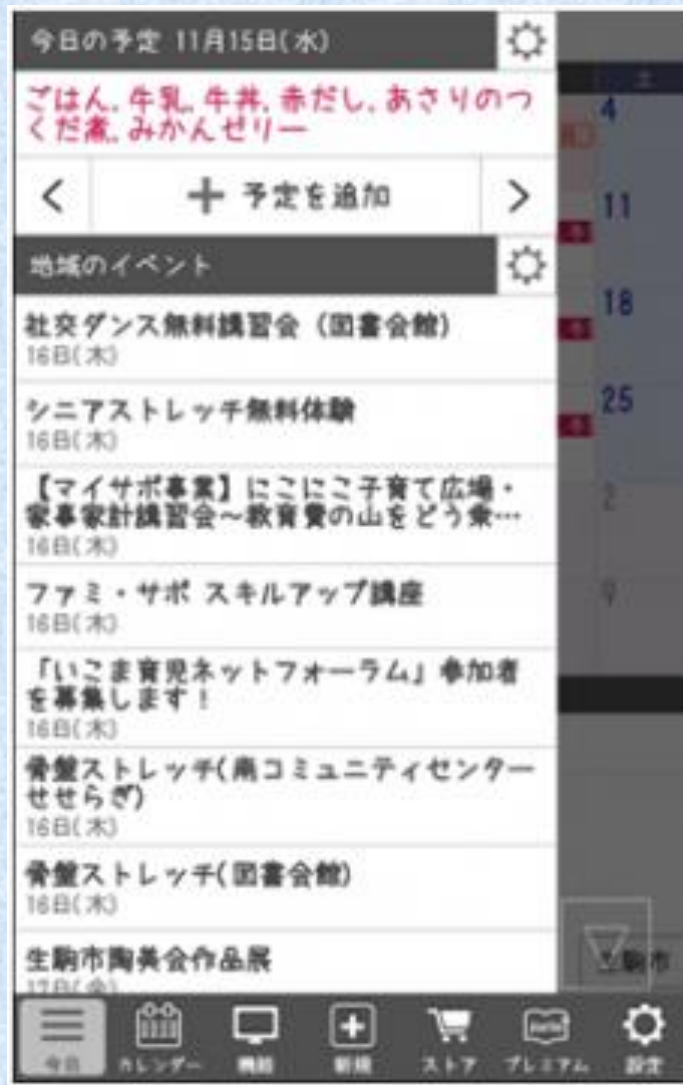 今日の予定 11月15日(水)
ごはん, 牛乳, 牛丼, 赤だし, あさりのつ
くだ煮, みかんゼリー
予定を追加
地域のイベント
社交ダンス無料講習会（図書会館）
16日(木)
シニアストレッチ無料体験
16日(木)
【マイサポ事業】にこにこ子育て広場・
家事家計講習会～教育費の山をどう乗…
16日(木)
ファミ・サポ スキルアップ講座
16日(木)
「いこま育児ネットフォーラム」参加者
を募集します！
16日(木)
骨盤ストレッチ(南コミュニティセンター
せせらぎ)
16日(木)
骨盤ストレッチ(図書会館)
16日(木)
生駒市陶美会作品展
17日(金)
土
4
11
18
25
2
9
生駒市
今日
カレンダー
機能
新規
ストア
プレミアム
設定